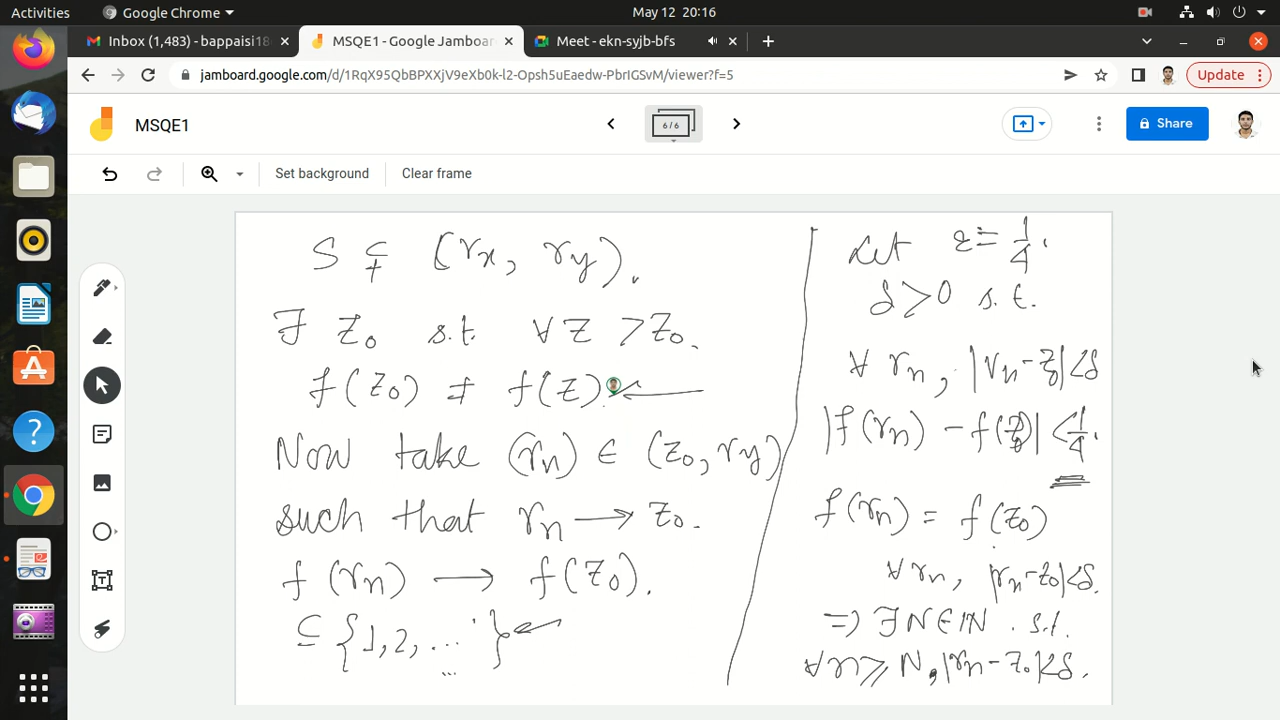 Activities
Google Chrome
May 12 20:16
Inbox (1,483) - bappaisi18
MSQE1 - Google Jamboar
Meet - ekn-syjb-bfs
jamboard.google.com/d/1RqX95QbBPXXjV9eXb0k-l2-Opsh5uEaedw-PbrIGSvM/viewer?f=5
Update
MSQE1
6 / 6
Share
Set background
Clear frame
S ⊊ [rx, ry).
∃ z₀ s.t. ∀ z > z₀.
f(z₀) ≠ f(z).
Now take (rn) ∈ (z₀, ry)
such that rn → z₀.
f(rn) → f(z₀).
⊆ {1, 2, ...}
...
Let ε = 1/4.
δ > 0 s.t.
∀ rn, |rn - z₀| < δ
|f(rn) - f(z₀)| < 1/4.
f(rn) = f(z₀)
∀ rn, |rn - z₀| < δ.
=> ∃ N ∈ ℕ. s.t.
∀ n ≥ N, |rn - z₀| < δ.